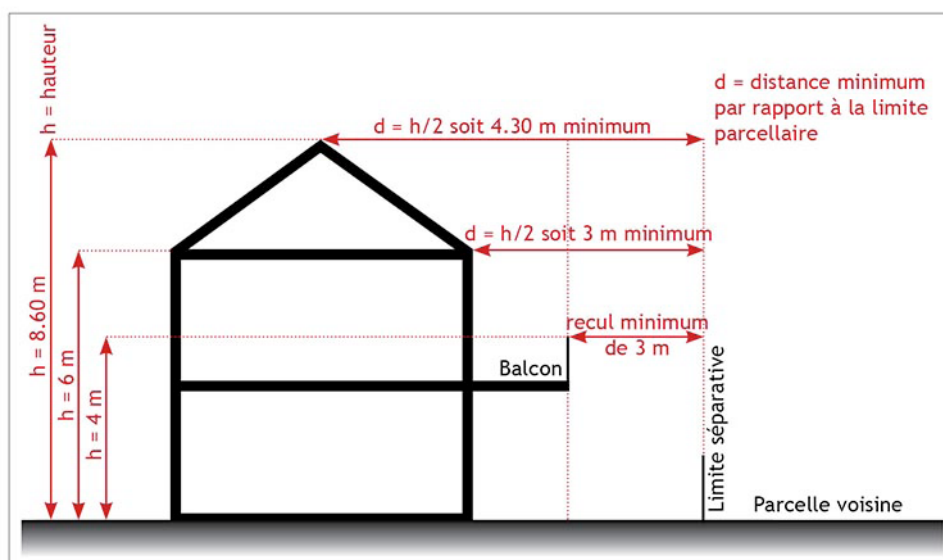 h = hauteur
d = distance minimum
par rapport à la limite
parcellaire
d = h/2 soit 4.30 m minimum
d = h/2 soit 3 m minimum
h = 8.60 m
h = 6 m
h = 4 m
recul minimum
de 3 m
Balcon
Limite séparative
Parcelle voisine